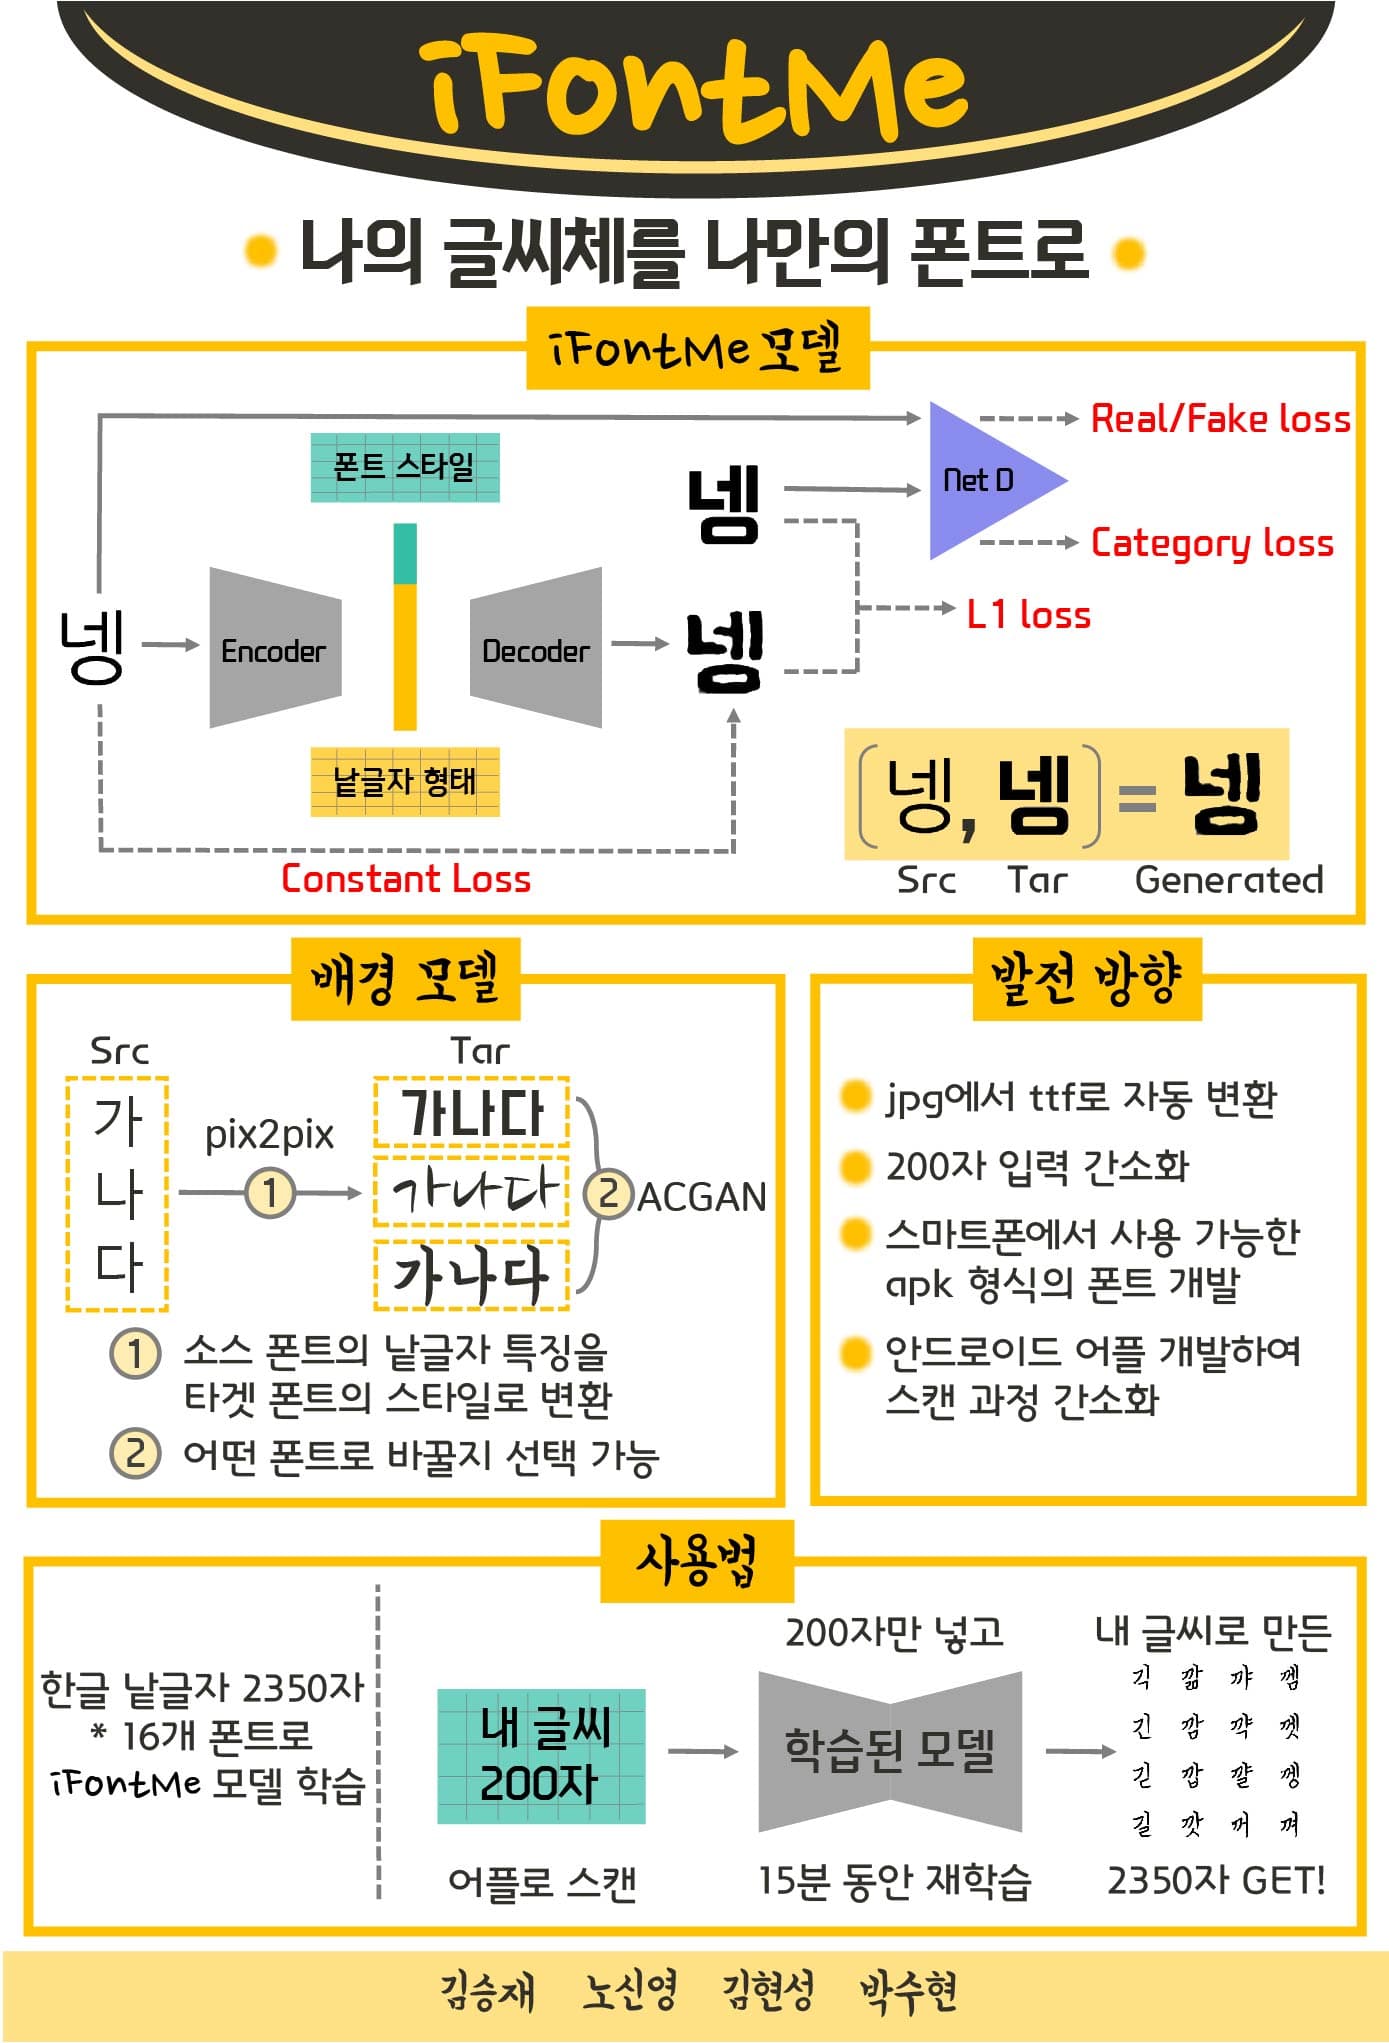 iFontMe
나의 글씨체를 나만의 폰트로
iFontMe 모델
폰트 스타일
넹
Encoder
Decoder
낱글자 형태
넹
넹
Net D
Real/Fake loss
Category loss
L1 loss
Constant Loss
(넹, 넴) = 넹
Src Tar Generated
배경 모델
Src
가
나
다
pix2pix
1
Tar
가나다
가나다
가나다
2 ACGAN
1 소스 폰트의 낱글자 특징을
타겟 폰트의 스타일로 변환
2 어떤 폰트로 바꿀지 선택 가능
발전 방향
jpg에서 ttf로 자동 변환
200자 입력 간소화
스마트폰에서 사용 가능한
apk 형식의 폰트 개발
안드로이드 어플 개발하여
스캔 과정 간소화
사용법
한글 낱글자 2350자
* 16개 폰트로
iFontMe 모델 학습
내 글씨
200자
어플로 스캔
200자만 넣고
학습된 모델
15분 동안 재학습
내 글씨로 만든
긱 깖 꺄 껨
긴 깜 꺅 껫
긷 깝 꺌 껭
길 깟 꺼 껴
2350자 GET!
김승재 노신영 김현성 박수현